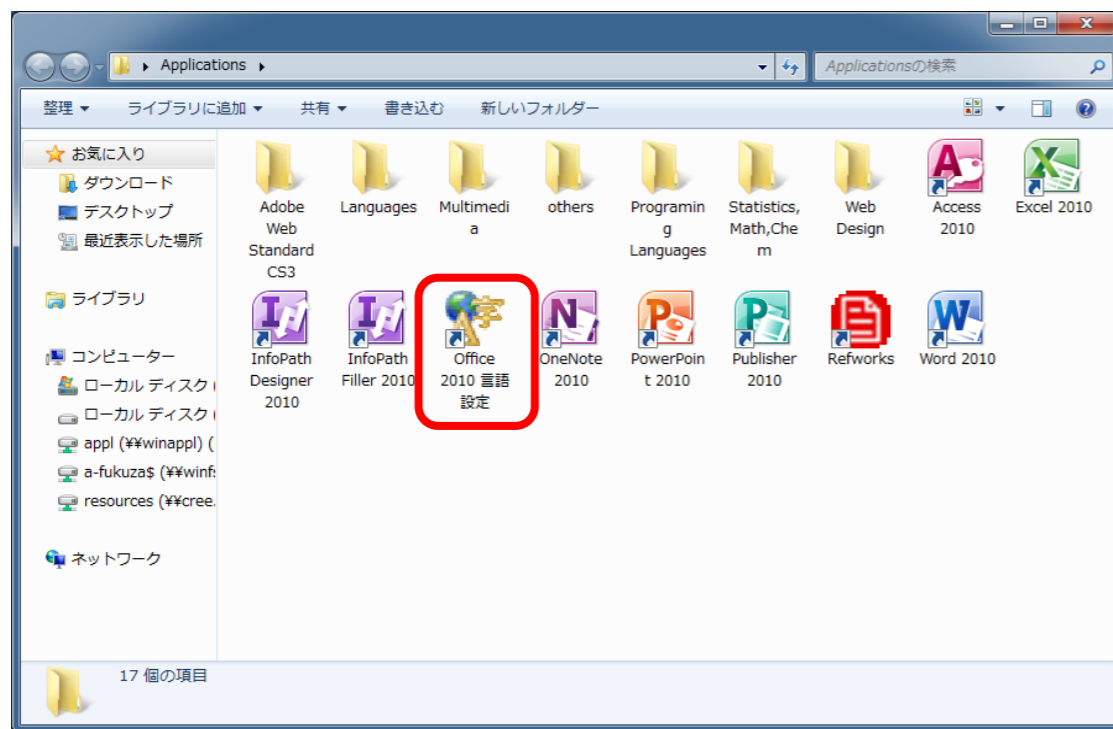 Applications
Applicationsの検索
整理
ライブラリに追加
共有
書き込む
新しいフォルダー
お気に入り
ダウンロード
デスクトップ
最近表示した場所
ライブラリ
コンピューター
ローカル ディスク (
ローカル ディスク (
appl (¥¥winappl) (
a-fukuza$ (¥¥winfs
resources (¥¥cree.
ネットワーク
Adobe
Web
Standard
CS3
Languages
Multimedi
a
others
Programin
g
Languages
Statistics,
Math,Che
m
Web
Design
Access
2010
Excel 2010
InfoPath
Designer
2010
InfoPath
Filler 2010
Office
2010 言語
設定
OneNote
2010
PowerPoin
t 2010
Publisher
2010
Refworks
Word 2010
17 個の項目